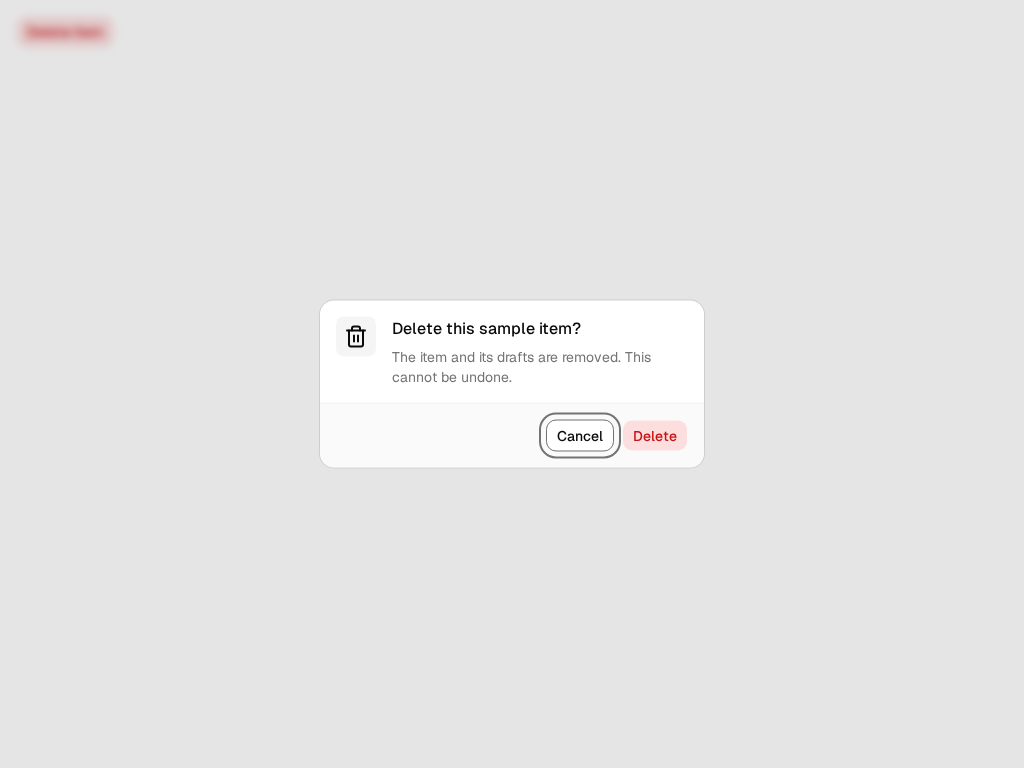 Delete this sample item?
The item and its drafts are removed. This
cannot be undone.
Cancel
Delete